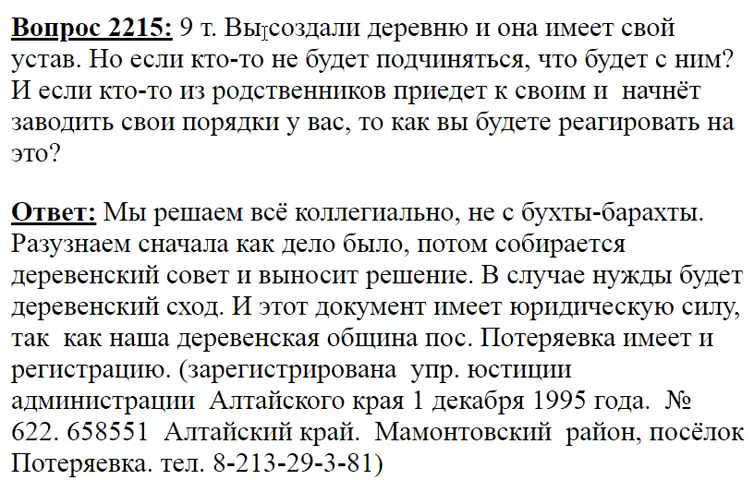 Вопрос 2215: 9 т. Вы создали деревню и она имеет свой
устав. Но если кто-то не будет подчиняться, что будет с ним?
И если кто-то из родственников приедет к своим и  начнёт
заводить свои порядки у вас, то как вы будете реагировать на
это?
Ответ: Мы решаем всё коллегиально, не с бухты-барахты.
Разузнаем сначала как дело было, потом собирается
деревенский совет и выносит решение. В случае нужды будет
деревенский сход. И этот документ имеет юридическую силу,
так  как наша деревенская община пос. Потеряевка имеет и
регистрацию. (зарегистрирована  упр. юстиции
администрации  Алтайского края 1 декабря 1995 года.  №
622. 658551  Алтайский край.  Мамонтовский  район, посёлок
Потеряевка. тел. 8-213-29-3-81)